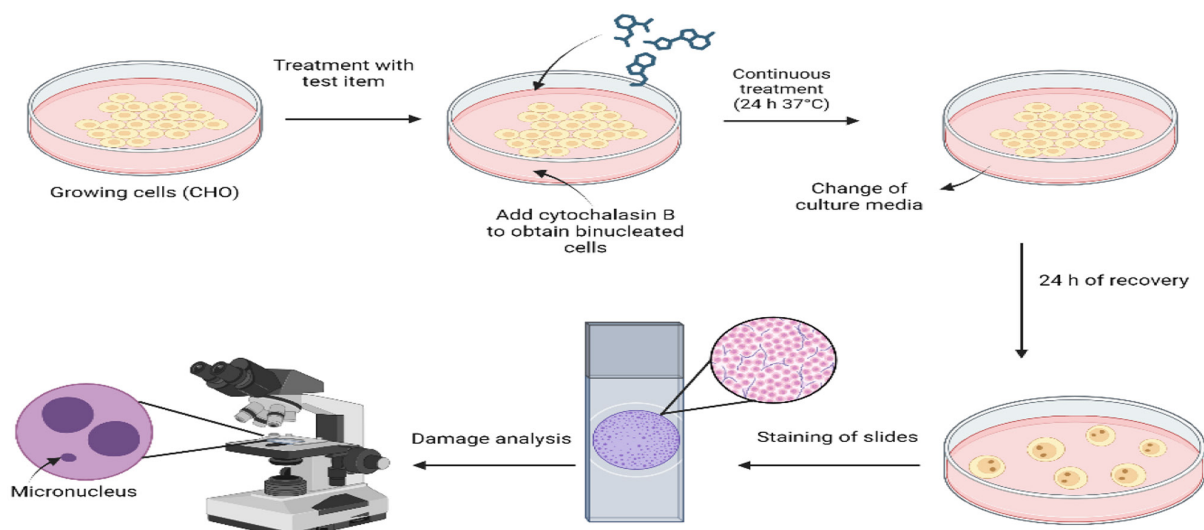 Treatment with
test item
Growing cells (CHO)
Add cytochalasin B
to obtain binucleated
cells
Continuous
treatment
(24 h 37°C)
Change of
culture media
24 h of recovery
Staining of slides
Damage analysis
Micronucleus